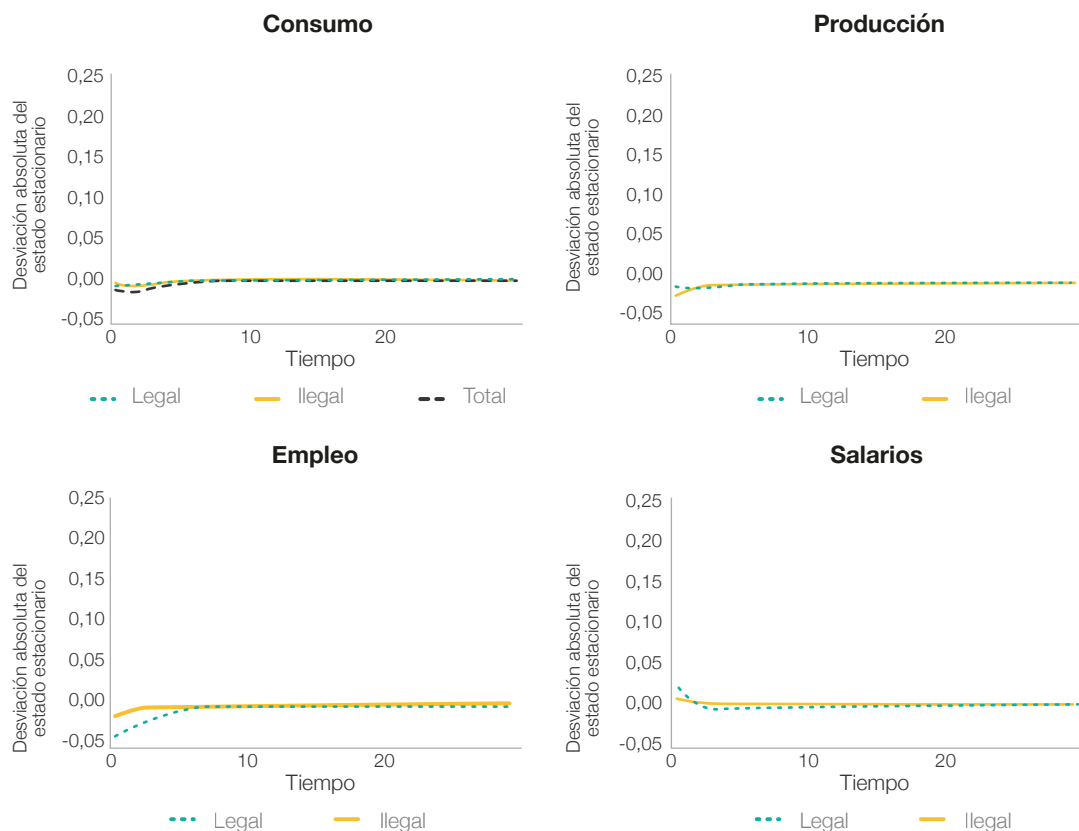 Consumo
Desviación absoluta del
estado estacionario
0,25
0,20
0,15
0,10
0,05
0,00
-0,05
0
10
20
Tiempo
Legal
Ilegal
Total
Producción
Desviación absoluta del
estado estacionario
0,25
0,20
0,15
0,10
0,05
0,00
-0,05
0
10
20
Tiempo
Legal
Ilegal
Empleo
Desviación absoluta del
estado estacionario
0,25
0,20
0,15
0,10
0,05
0,00
-0,05
0
10
20
Tiempo
Legal
Ilegal
Salarios
Desviación absoluta del
estado estacionario
0,25
0,20
0,15
0,10
0,05
0,00
-0,05
0
10
20
Tiempo
Legal
Ilegal